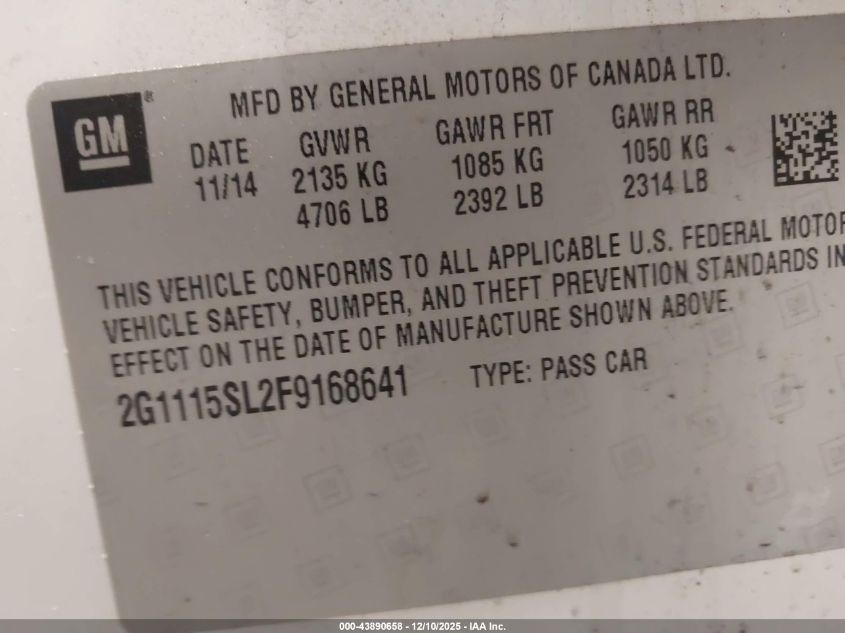 GM ®
MFD BY GENERAL MOTORS OF CANADA LTD.
DATE GVWR GAWR FRT GAWR RR
11/14 2135 KG 1085 KG 1050 KG
4706 LB 2392 LB 2314 LB
THIS VEHICLE CONFORMS TO ALL APPLICABLE U.S. FEDERAL MOTOR
VEHICLE SAFETY, BUMPER, AND THEFT PREVENTION STANDARDS IN
EFFECT ON THE DATE OF MANUFACTURE SHOWN ABOVE.
2G1115SL2F9168641 TYPE: PASS CAR
000-43890658 - 12/10/2025 - IAA Inc.